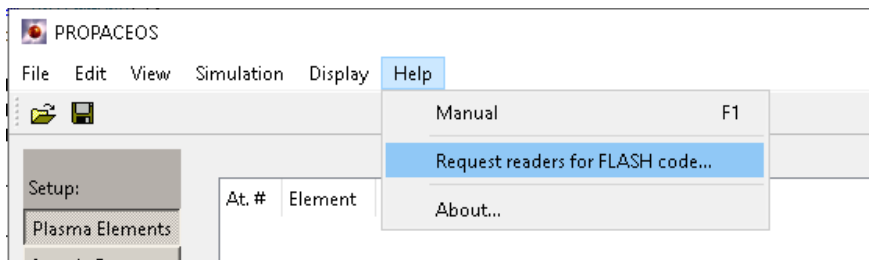 PROPACEOS
File Edit View Simulation Display Help
Manual F1
Request readers for FLASH code...
Setup:
At. # Element
About...
Plasma Elements